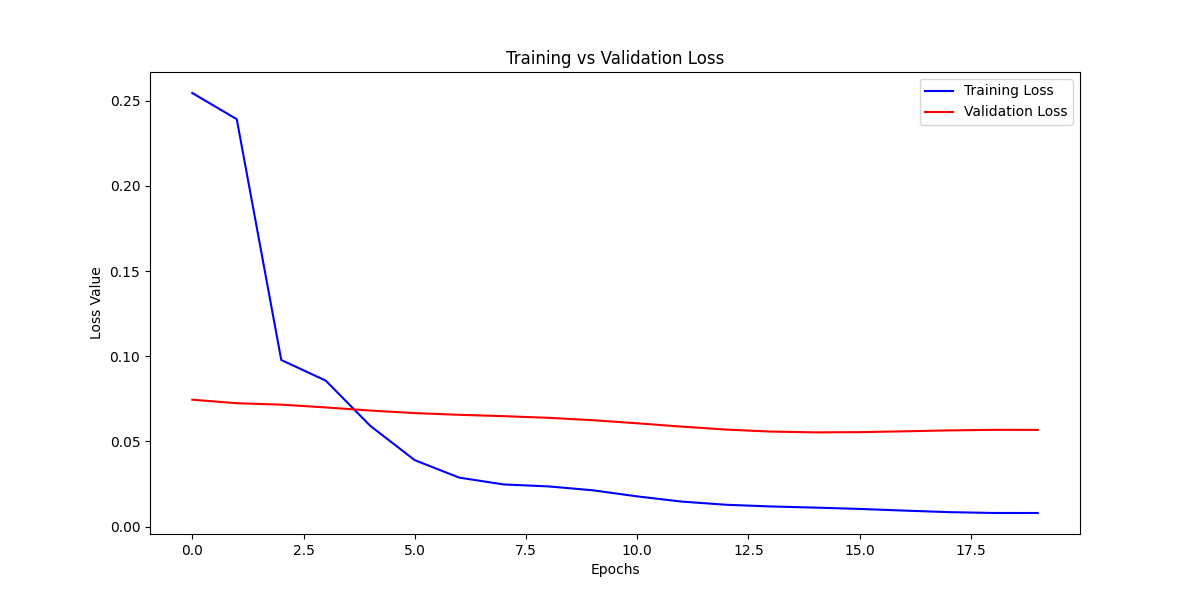 Training vs Validation Loss
Training Loss
Validation Loss
0.25
0.20
0.15
0.10
0.05
0.00
Loss Value
0.0 2.5 5.0 7.5 10.0 12.5 15.0 17.5
Epochs